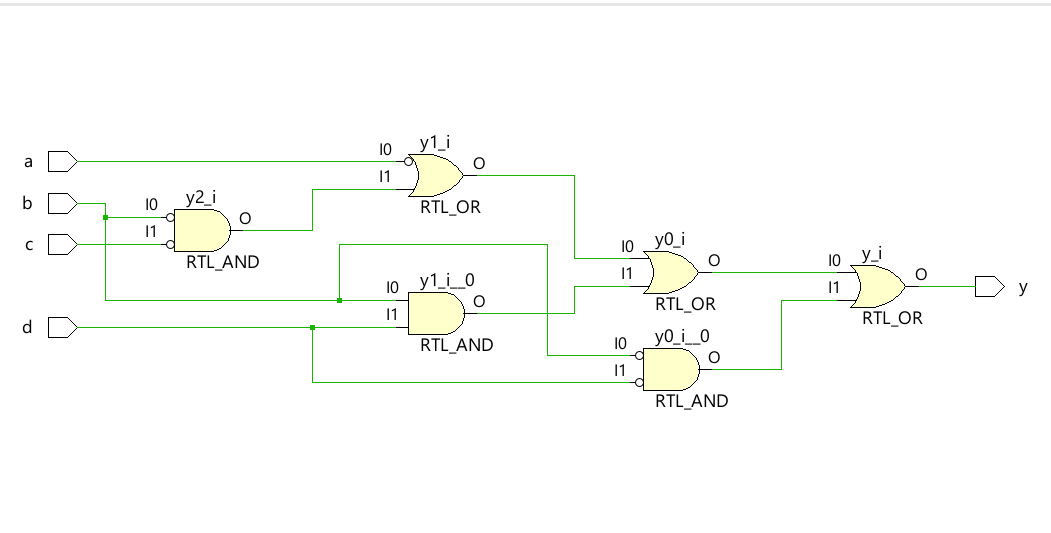 y1_i
I0
O
a
I1
y2_i
b
I0
RTL_OR
I1
O
c
y0_i
I0
y_i
RTL_AND
O
I0
O
y1_i__0
I1
I0
O
I1
y
I1
RTL_OR
RTL_OR
d
RTL_AND
y0_i__0
I0
O
I1
RTL_AND